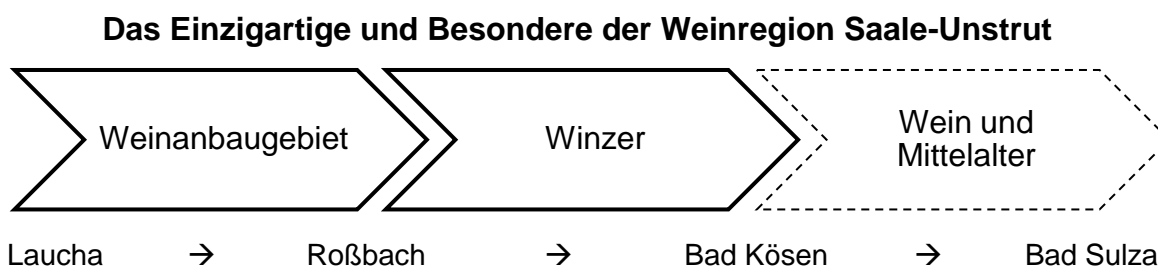 Das Einzigartige und Besondere der Weinregion Saale-Unstrut
Weinanbaugebiet
Winzer
Wein und
Mittelalter
Laucha → Roßbach → Bad Kösen → Bad Sulza